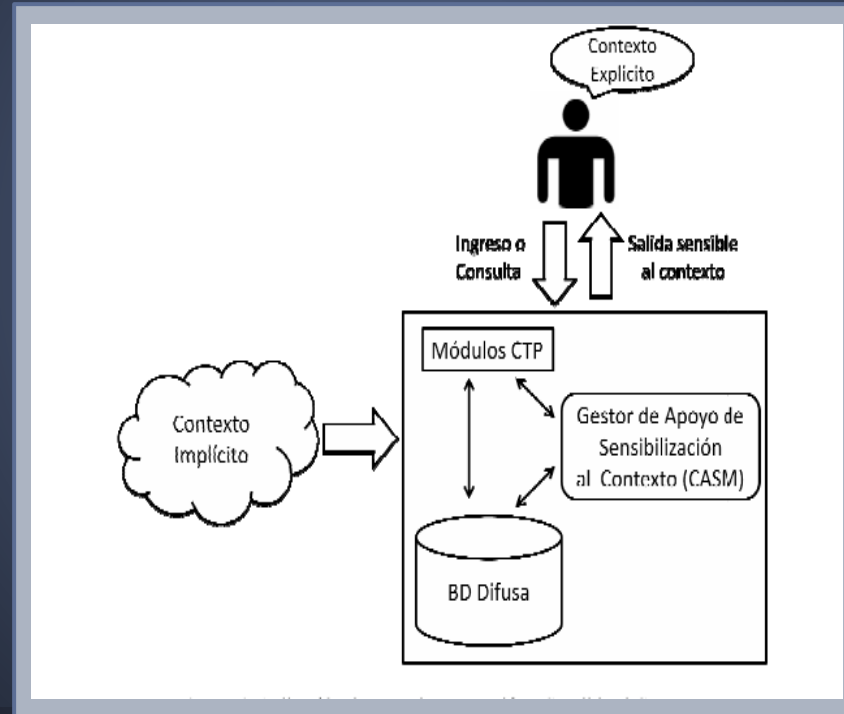 Contexto
Explicito
Ingreso o
Consulta
Salida sensible
al contexto
Módulos CTP
Contexto
Implícito
Gestor de Apoyo de
Sensibilización
al Contexto (CASM)
BD Difusa